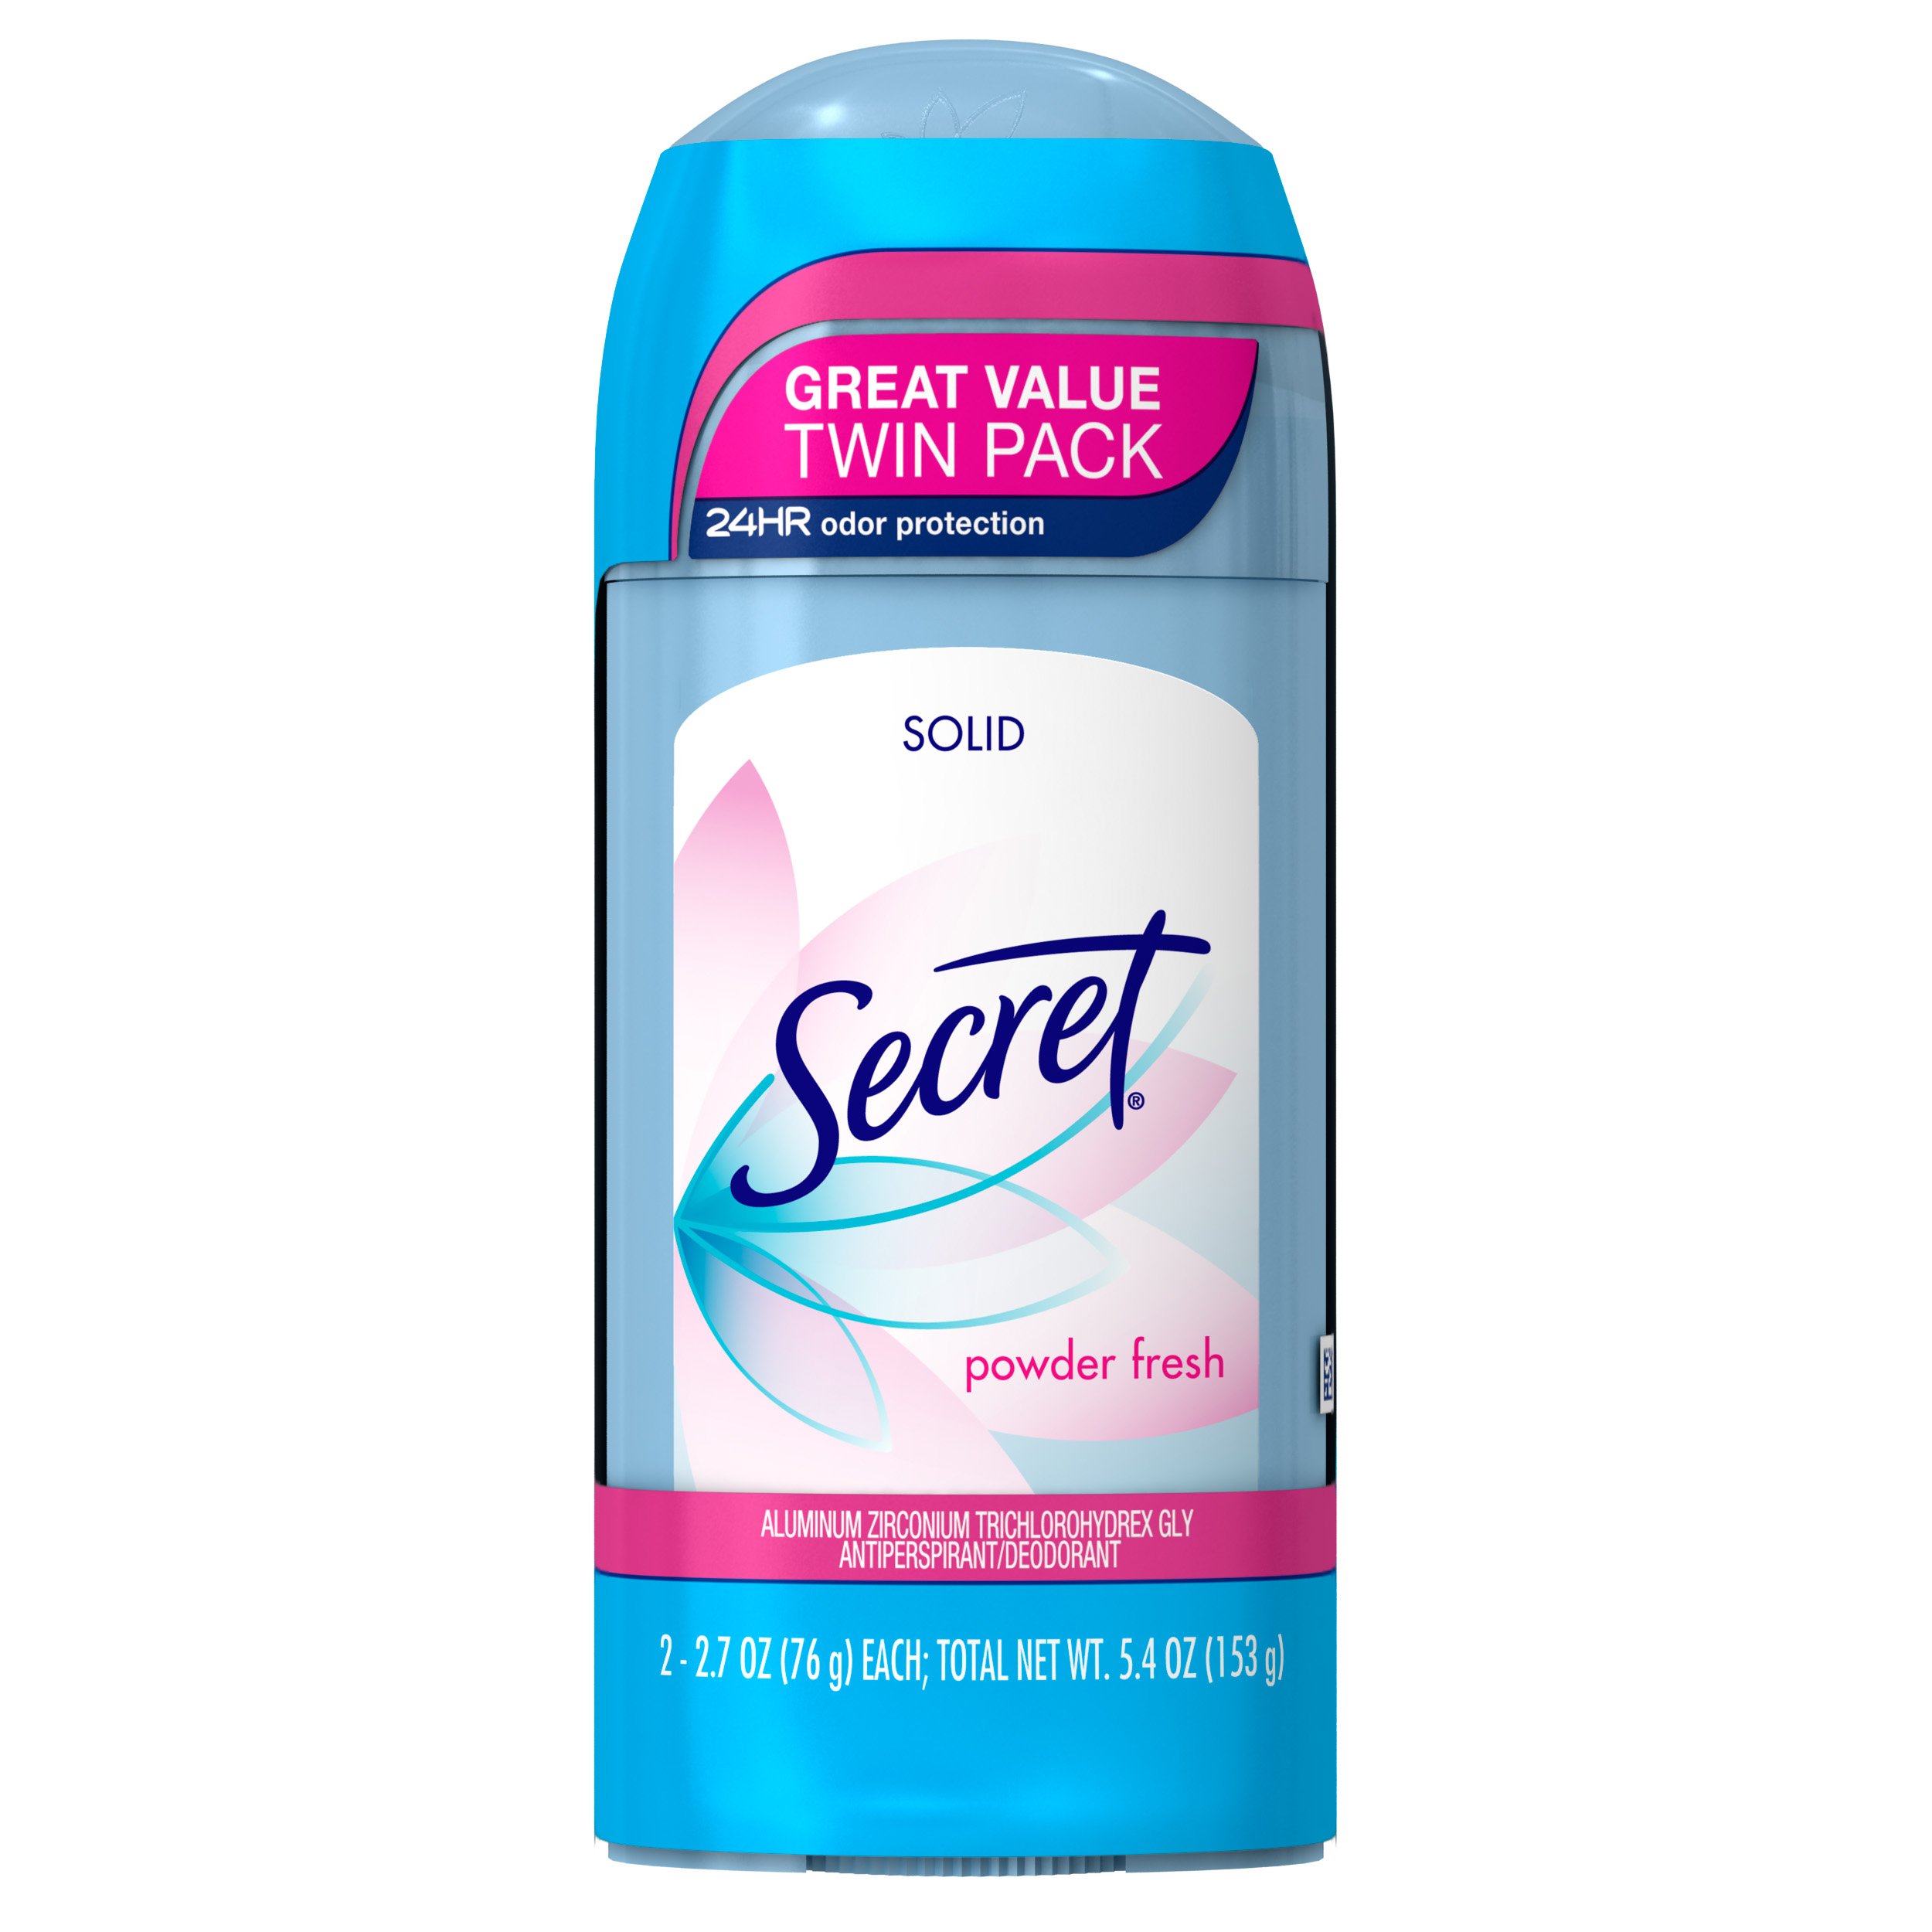 GREAT VALUE
TWIN PACK
24HR odor protection
SOLID
Secret®
powder fresh
ALUMINUM ZIRCONIUM TRICHLOROHYDREX GLY
ANTIPERSPIRANT/DEODORANT
2 - 2.7 OZ (76 g) EACH; TOTAL NET WT. 5.4 OZ (153 g)